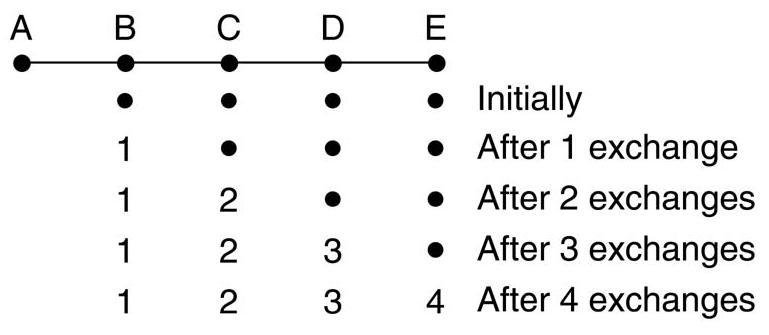 A B C D E
• • • • Initially
1 • • • After 1 exchange
1 2 • • After 2 exchanges
1 2 3 • After 3 exchanges
1 2 3 4 After 4 exchanges